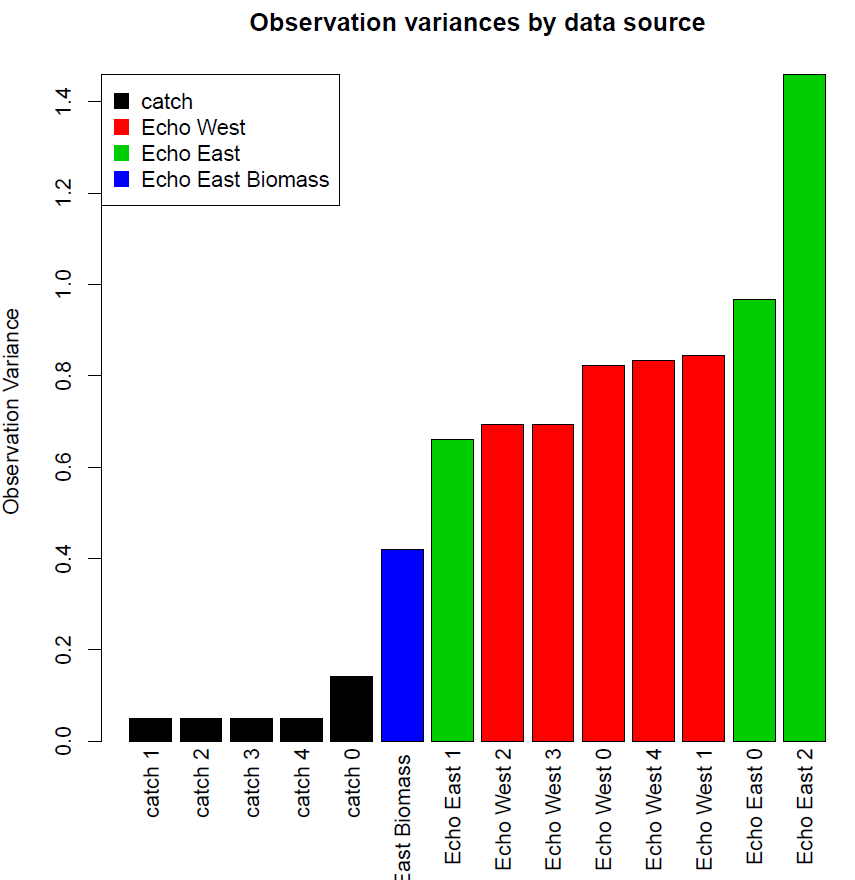 Observation variances by data source
catch
Echo West
Echo East
Echo East Biomass
Observation Variance
1.4
1.2
1.0
0.8
0.6
0.4
0.2
0.0
catch 1
catch 2
catch 3
catch 4
catch 0
East Biomass
Echo East 1
Echo West 2
Echo West 3
Echo West 0
Echo West 4
Echo West 1
Echo East 0
Echo East 2